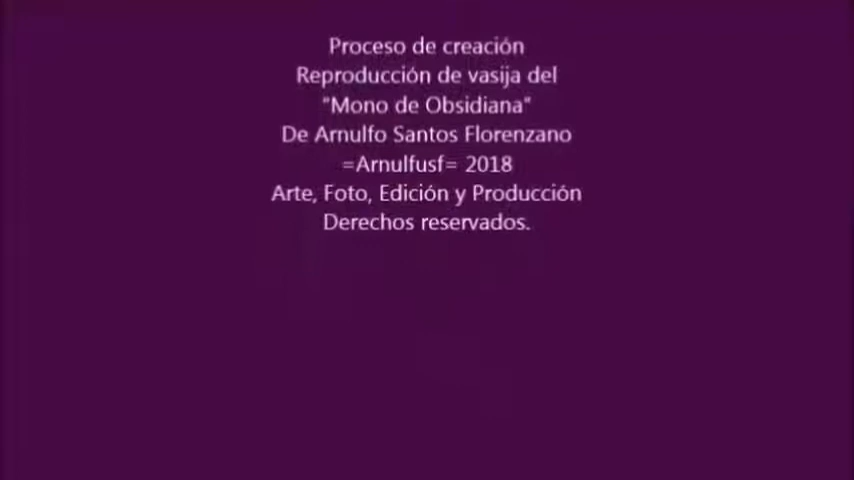 Proceso de creación
Reproducción de vasija del
"Mono de Obsidiana"
De Arnulfo Santos Florenzano
=Arnulfusf= 2018
Arte, Foto, Edición y Producción
Derechos reservados.